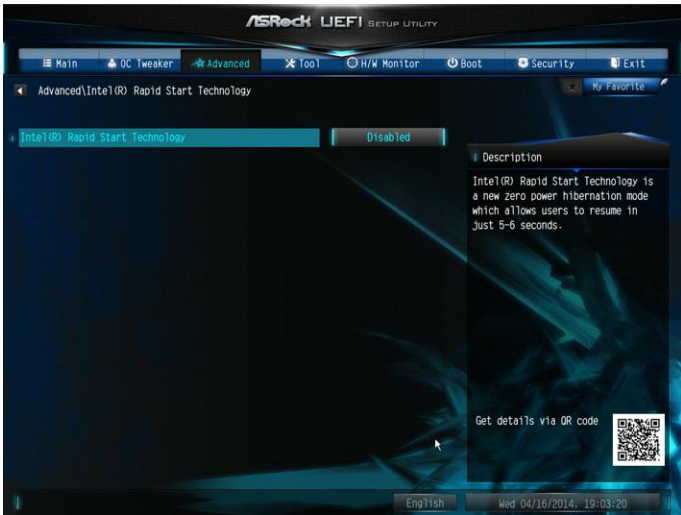 ASRock UEFI SETUP UTILITY
Main OC Tweaker Advanced Tool H/W Monitor Boot Security Exit
Advanced\Intel(R) Rapid Start Technology
My Favorite
Intel(R) Rapid Start Technology Disabled
Description
Intel(R) Rapid Start Technology is
a new zero power hibernation mode
which allows users to resume in
just 5-6 seconds.
Get details via QR code
English Wed 04/16/2014, 19:03:20